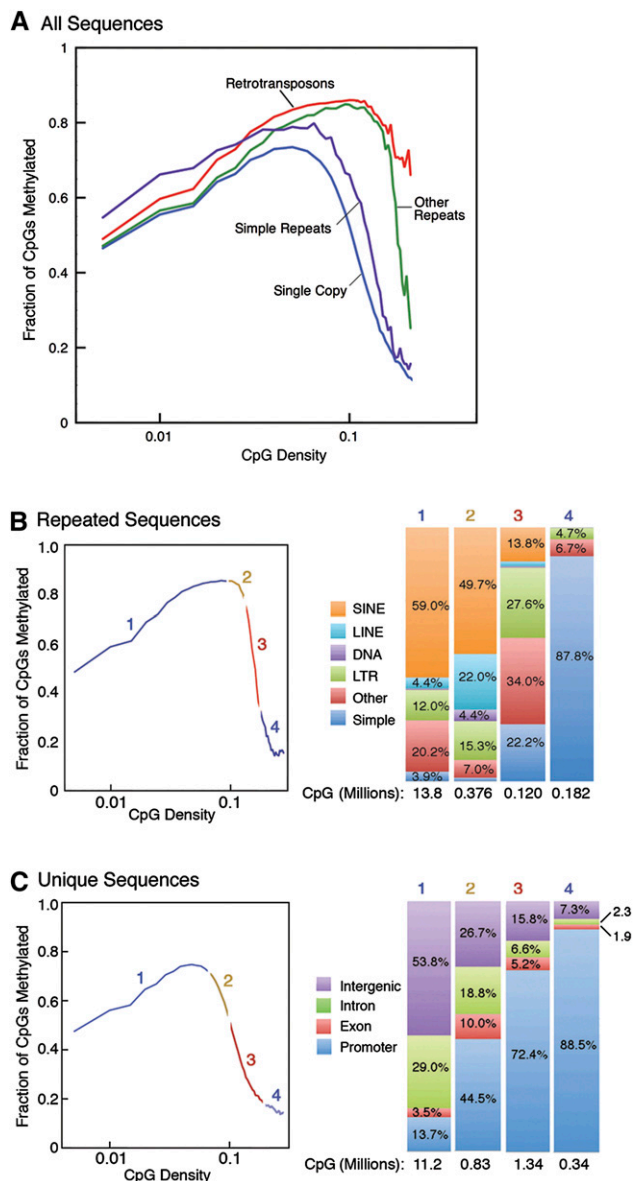 A All Sequences
1
0.8
0.6
0.4
0.2
0
Fraction of CpGs Methylated
Retrotransposons
Simple Repeats
Other
Repeats
Single Copy
0.01
0.1
CpG Density
B Repeated Sequences
1.0
0.8
0.6
0.4
0.2
0
Fraction of CpGs Methylated
1
2
3
4
0.01
0.1
CpG Density
SINE
LINE
DNA
LTR
Other
Simple
1 2 3 4
59.0%
4.4%
12.0%
20.2%
3.9%
49.7%
22.0%
4.4%
15.3%
7.0%
13.8%
27.6%
34.0%
22.2%
4.7%
6.7%
87.8%
CpG (Millions): 13.8 0.376 0.120 0.182
C Unique Sequences
1.0
0.8
0.6
0.4
0.2
0
Fraction of CpGs Methylated
1
2
3
4
0.01
0.1
CpG Density
Intergenic
Intron
Exon
Promoter
1 2 3 4
53.8%
29.0%
3.5%
13.7%
26.7%
18.8%
10.0%
44.5%
15.8%
6.6%
5.2%
72.4%
7.3%
2.3
1.9
88.5%
CpG (Millions): 11.2 0.83 1.34 0.34